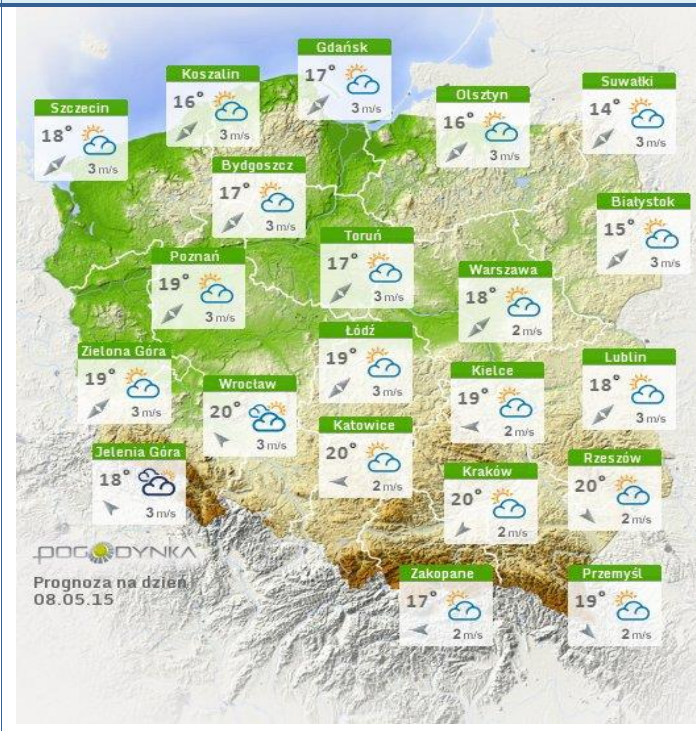 Gdańsk
17°
3 m/s
Koszalin
16°
3 m/s
Suwałki
14°
3 m/s
Olsztyn
16°
3 m/s
Szczecin
18°
3 m/s
Bydgoszcz
17°
3 m/s
Białystok
15°
3 m/s
Toruń
17°
3 m/s
Poznań
19°
3 m/s
Warszawa
18°
2 m/s
Łódź
19°
3 m/s
Zielona Góra
19°
3 m/s
Lublin
18°
3 m/s
Kielce
19°
2 m/s
Wrocław
20°
3 m/s
Katowice
20°
2 m/s
Jelenia Góra
18°
3 m/s
Rzeszów
20°
2 m/s
Kraków
20°
2 m/s
POGODYNKA
Prognoza na dzień
08.05.15
Zakopane
17°
2 m/s
Przemyśl
19°
2 m/s